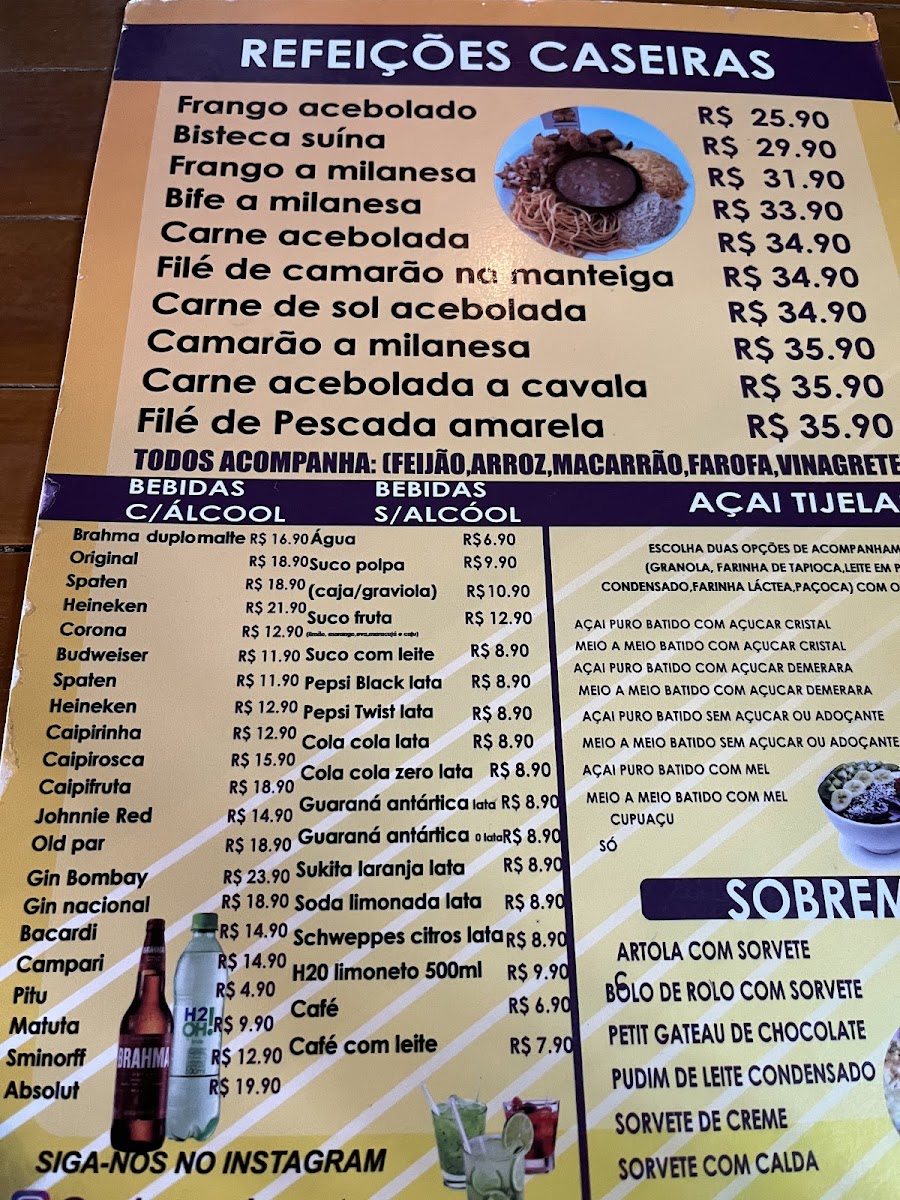 REFEIÇÕES CASEIRAS
Frango acebolado R$ 25.90
Bisteca suína R$ 29.90
Frango a milanesa R$ 31.90
Bife a milanesa R$ 33.90
Carne acebolada R$ 34.90
Filé de camarão na manteiga R$ 34.90
Carne de sol acebolada R$ 34.90
Camarão a milanesa R$ 35.90
Carne acebolada a cavala R$ 35.90
Filé de Pescada amarela R$ 35.90
TODOS ACOMPANHA: (FEIJÃO,ARROZ,MACARRÃO,FAROFA,VINAGRETE
BEBIDAS
C/ÁLCOOL
Brahma duplo malte R$ 16.90
Original R$ 18.90
Spaten R$ 18.90
Heineken R$ 21.90
Corona R$ 12.90
Budweiser R$ 11.90
Spaten R$ 11.90
Heineken R$ 12.90
Caipirinha R$ 12.90
Caipirosca R$ 15.90
Caipifruta R$ 18.90
Johnnie Red R$ 14.90
Old par R$ 18.90
Gin Bombay R$ 23.90
Gin nacional R$ 18.90
Bacardi R$ 14.90
Campari R$ 14.90
Pitu R$ 4.90
Matuta R$ 9.90
Sminorff R$ 12.90
Absolut R$ 19.90
BRAHMA
H2
OH!
BEBIDAS
S/ALCÓOL
Água R$6.90
Suco polpa R$9.90
(caja/graviola) R$10.90
Suco fruta R$ 12.90
(limão, morango,uva,maracujá e caju)
Suco com leite R$ 8.90
Pepsi Black lata R$ 8.90
Pepsi Twist lata R$ 8.90
Cola cola lata R$ 8.90
Cola cola zero lata R$ 8.90
Guaraná antártica lata R$ 8.90
Guaraná antártica 0 lata R$ 8.90
Sukita laranja lata R$ 8.90
Soda limonada lata R$ 8.90
Schweppes citros lata R$ 8.90
H20 limoneto 500ml R$ 9.90
Café R$ 6.90
Café com leite R$ 7.90
AÇAI TIJELA
ESCOLHA DUAS OPÇÕES DE ACOMPANHAM
(GRANOLA, FARINHA DE TAPIOCA,LEITE EM P
CONDENSADO,FARINHA LÁCTEA,PAÇOCA) COM O
AÇAI PURO BATIDO COM AÇUCAR CRISTAL
MEIO A MEIO BATIDO COM AÇUCAR CRISTAL
AÇAI PURO BATIDO COM AÇUCAR DEMERARA
MEIO A MEIO BATIDO COM AÇUCAR DEMERARA
AÇAI PURO BATIDO SEM AÇUCAR OU ADOÇANTE
MEIO A MEIO BATIDO SEM AÇUCAR OU ADOÇANTE
AÇAI PURO BATIDO COM MEL
MEIO A MEIO BATIDO COM MEL
CUPUAÇU
SÓ
SOBREM
ARTOLA COM SORVETE
C
BOLO DE ROLO COM SORVETE
PETIT GATEAU DE CHOCOLATE
PUDIM DE LEITE CONDENSADO
SORVETE DE CREME
SORVETE COM CALDA
SIGA-NOS NO INSTAGRAM